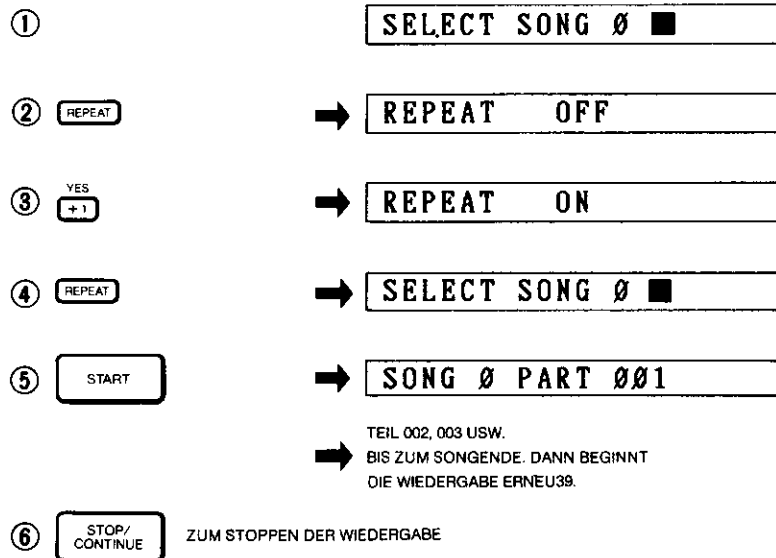 ① SELECT SONG Ø ■
② REPEAT ➡ REPEAT OFF
YES
③ +1 ➡ REPEAT ON
④ REPEAT ➡ SELECT SONG Ø ■
⑤ START ➡ SONG Ø PART ØØ1
TEIL 002, 003 USW.
➡ BIS ZUM SONGENDE. DANN BEGINNT
DIE WIEDERGABE ERNEU39.
⑥ STOP/
CONTINUE ZUM STOPPEN DER WIEDERGABE